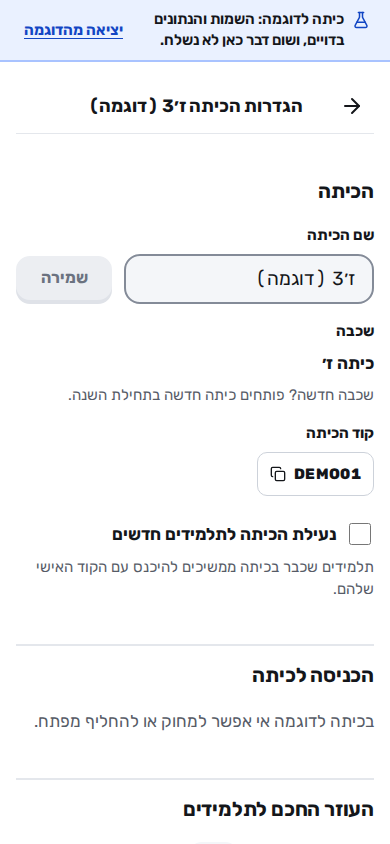 כיתה לדוגמה: השמות והנתונים
בדויים, ושום דבר כאן לא נשלח.
יציאה מהדוגמה
הגדרות הכיתה ז׳3 (דוגמה)
הכיתה
שם הכיתה
ז׳3 (דוגמה)
שמירה
שכבה
כיתה ז׳
שכבה חדשה? פותחים כיתה חדשה בתחילת השנה.
קוד הכיתה
DEMO01
נעילת הכיתה לתלמידים חדשים
תלמידים שכבר בכיתה ממשיכים להיכנס עם הקוד האישי
שלהם.
הכניסה לכיתה
בכיתה לדוגמה אי אפשר למחוק או להחליף מפתח.
העוזר החכם לתלמידים